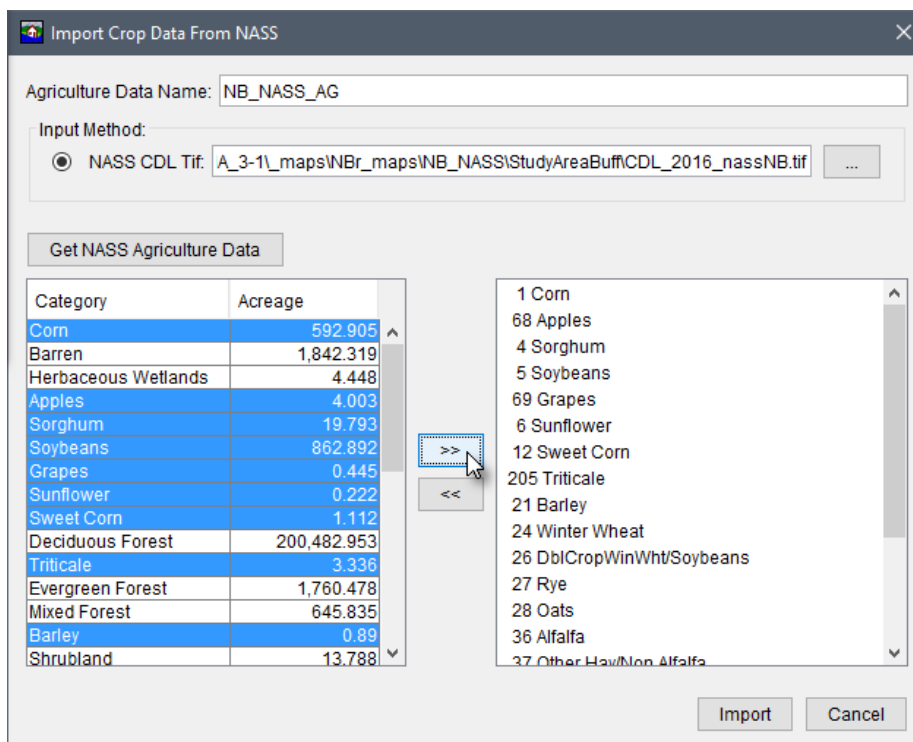 Import Crop Data From NASS
Agriculture Data Name: NB_NASS_AG
Input Method:
NASS CDL Tif: A_3-1\_maps\NBr_maps\NB_NASS\StudyAreaBuff\CDL_2016_nassNB.tif ...
Get NASS Agriculture Data
Category Acreage
Corn 592.905
Barren 1,842.319
Herbaceous Wetlands 4.448
Apples 4.003
Sorghum 19.793
Soybeans 862.892
Grapes 0.445
Sunflower 0.222
Sweet Corn 1.112
Deciduous Forest 200,482.953
Triticale 3.336
Evergreen Forest 1,760.478
Mixed Forest 645.835
Barley 0.89
Shrubland 13.788
>>
<<
1 Corn
68 Apples
4 Sorghum
5 Soybeans
69 Grapes
6 Sunflower
12 Sweet Corn
205 Triticale
21 Barley
24 Winter Wheat
26 DblCropWinWht/Soybeans
27 Rye
28 Oats
36 Alfalfa
37 Other Hay/Non Alfalfa
Import Cancel